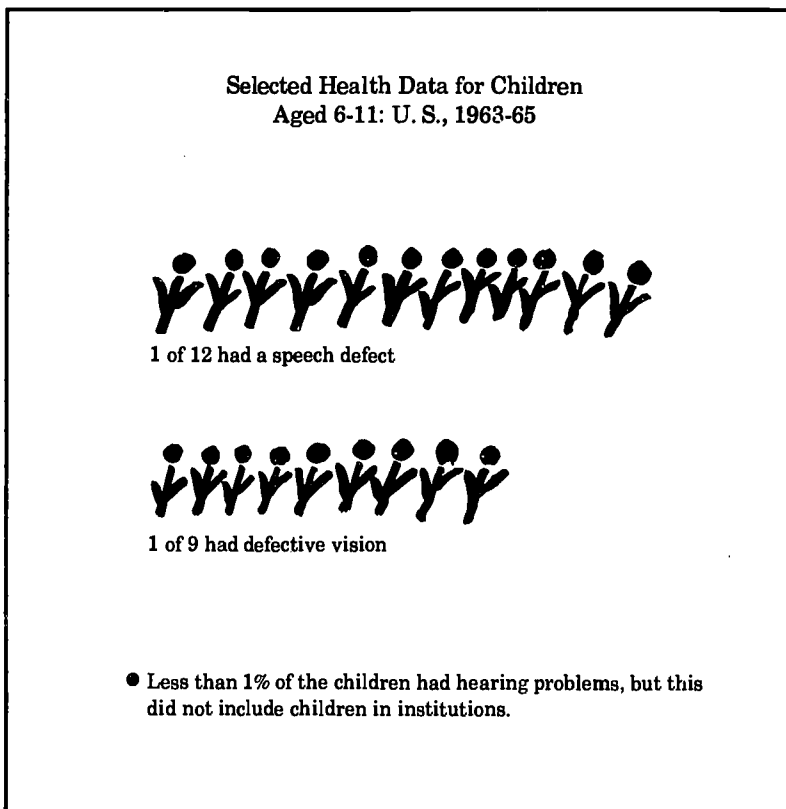 Selected Health Data for Children
Aged 6-11: U. S., 1963-65
1 of 12 had a speech defect
1 of 9 had defective vision
● Less than 1% of the children had hearing problems, but this
did not include children in institutions.